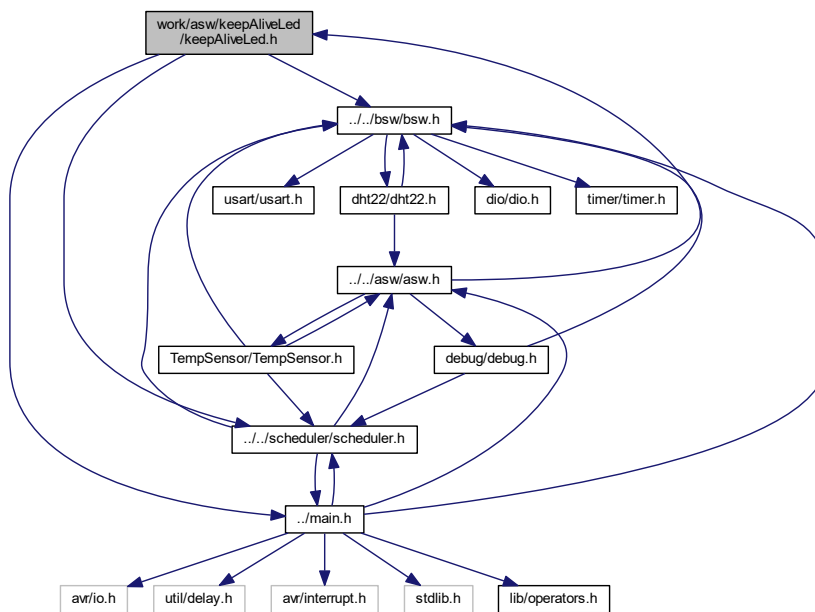 work/asw/keepAliveLed
/keepAliveLed.h
../../bsw/bsw.h
usart/usart.h
dht22/dht22.h
dio/dio.h
timer/timer.h
../../asw/asw.h
TempSensor/TempSensor.h
debug/debug.h
../../scheduler/scheduler.h
../main.h
avr/io.h
util/delay.h
avr/interrupt.h
stdlib.h
lib/operators.h